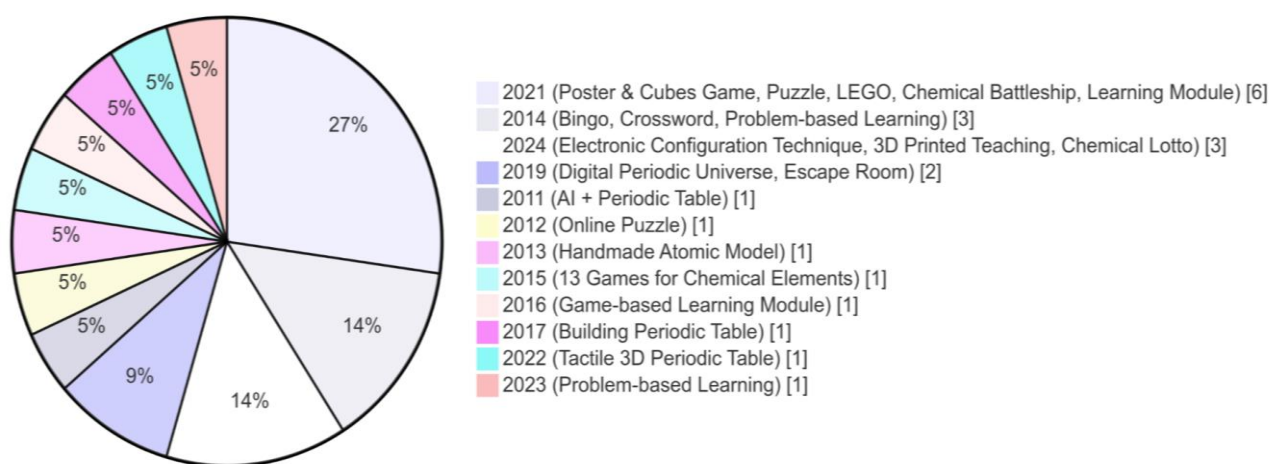 27%
14%
14%
9%
5%
5%
5%
5%
5%
5%
5%
5%
2021 (Poster & Cubes Game, Puzzle, LEGO, Chemical Battleship, Learning Module) [6]
2014 (Bingo, Crossword, Problem-based Learning) [3]
2024 (Electronic Configuration Technique, 3D Printed Teaching, Chemical Lotto) [3]
2019 (Digital Periodic Universe, Escape Room) [2]
2011 (AI + Periodic Table) [1]
2012 (Online Puzzle) [1]
2013 (Handmade Atomic Model) [1]
2015 (13 Games for Chemical Elements) [1]
2016 (Game-based Learning Module) [1]
2017 (Building Periodic Table) [1]
2022 (Tactile 3D Periodic Table) [1]
2023 (Problem-based Learning) [1]